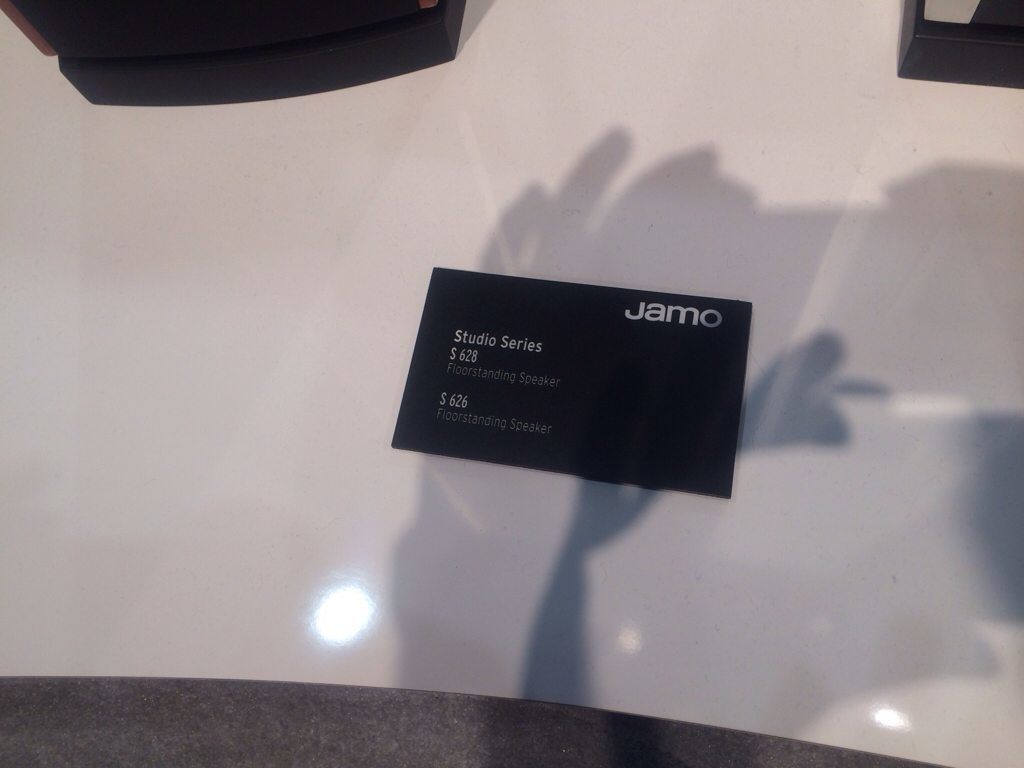 Jamo
Studio Series
S 628
Floorstanding Speaker
S 626
Floorstanding Speaker